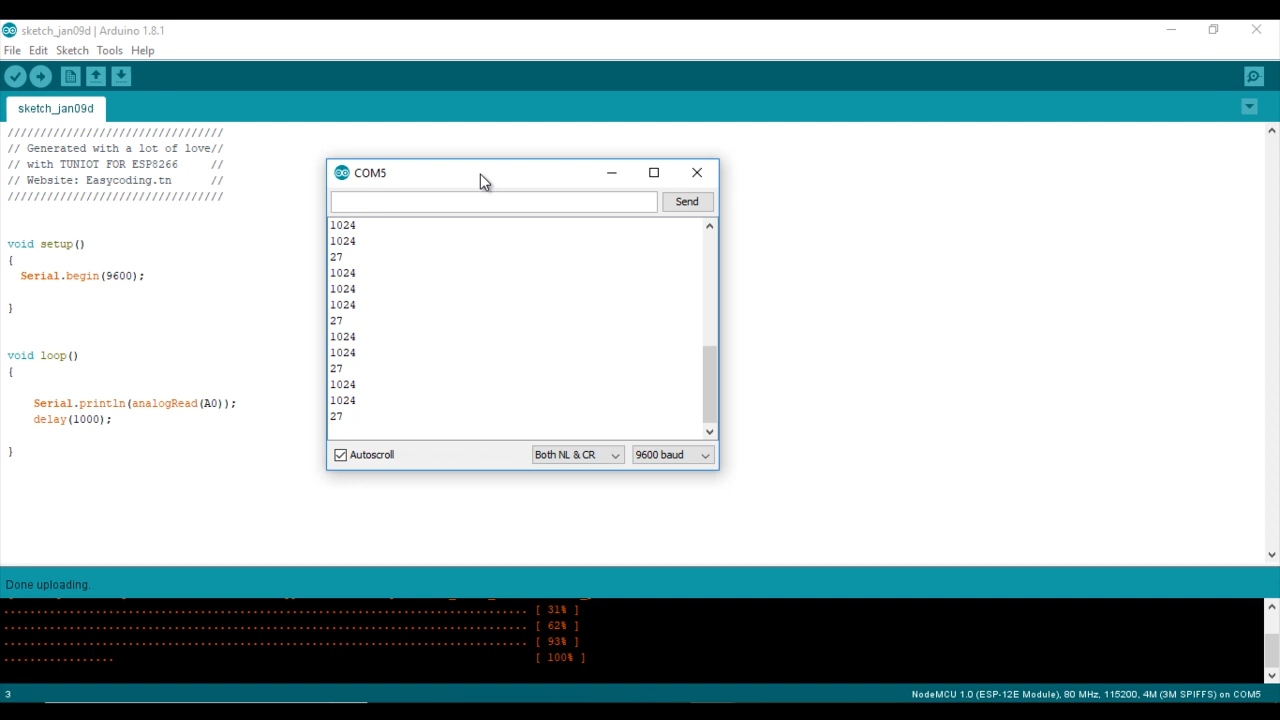 sketch_jan09d | Arduino 1.8.1
File Edit Sketch Tools Help
sketch_jan09d
/////////////////////////////////
// Generated with a lot of love//
// with TUNIOT FOR ESP8266     //
// Website: Easycoding.tn      //
/////////////////////////////////
void setup()
{
Serial.begin(9600);
}
void loop()
{
Serial.println(analogRead(A0));
delay(1000);
}
COM5
Send
1024
1024
27
1024
1024
1024
27
1024
1024
27
1024
1024
27
Autoscroll
Both NL & CR
9600 baud
Done uploading.
................................................................................ [ 31% ]
................................................................................ [ 62% ]
................................................................................ [ 93% ]
................. [ 100% ]
3
NodeMCU 1.0 (ESP-12E Module), 80 MHz, 115200, 4M (3M SPIFFS) on COM5